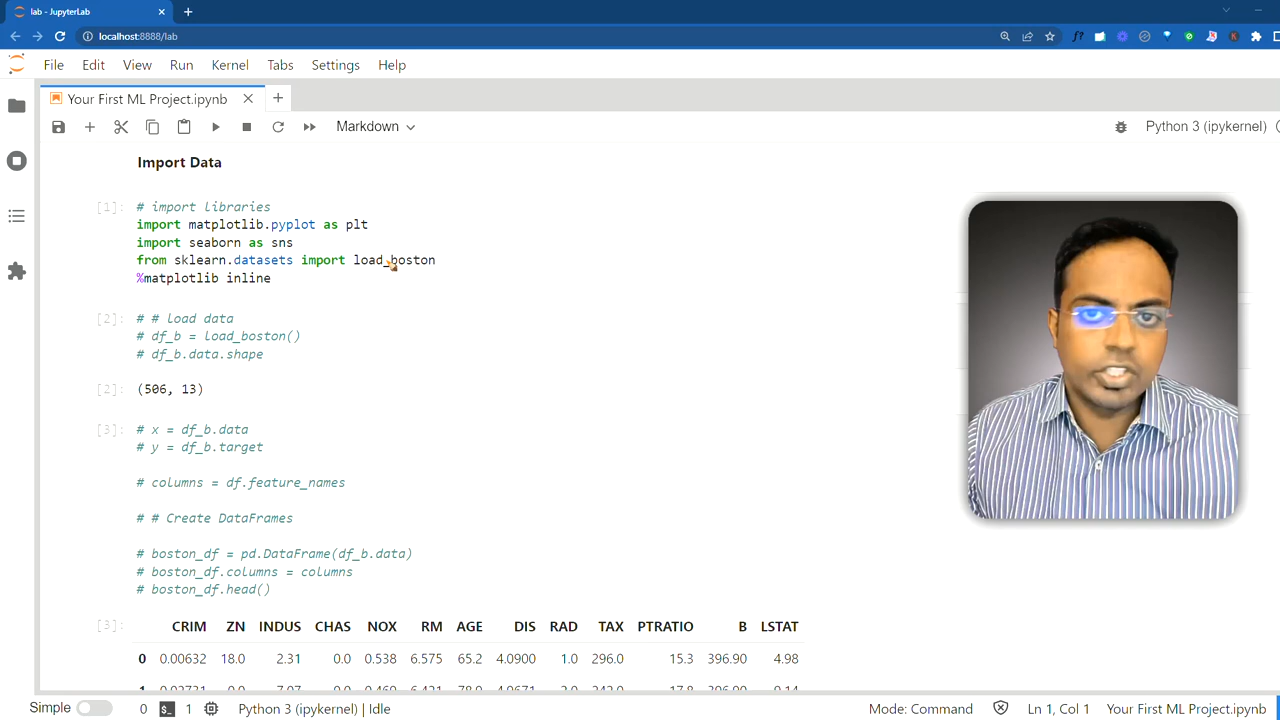 lab - JupyterLab
localhost:8888/lab
File Edit View Run Kernel Tabs Settings Help
Your First ML Project.ipynb
Markdown
Python 3 (ipykernel)
Import Data
[1]: # import libraries
import matplotlib.pyplot as plt
import seaborn as sns
from sklearn.datasets import load_boston
%matplotlib inline
[2]: # # load data
# df_b = load_boston()
# df_b.data.shape
[2]: (506, 13)
[3]: # x = df_b.data
# y = df_b.target
# columns = df.feature_names
# # Create DataFrames
# boston_df = pd.DataFrame(df_b.data)
# boston_df.columns = columns
# boston_df.head()
[3]: CRIM ZN INDUS CHAS NOX RM AGE DIS RAD TAX PTRATIO B LSTAT
0 0.00632 18.0 2.31 0.0 0.538 6.575 65.2 4.0900 1.0 296.0 15.3 396.90 4.98
Simple 0 1 Python 3 (ipykernel) | Idle Mode: Command Ln 1, Col 1 Your First ML Project.ipynb